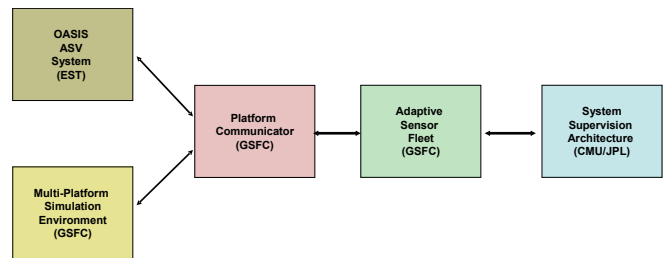 OASIS
ASV
System
(EST)
Platform
Communicator
(GSFC)
Adaptive
Sensor
Fleet
(GSFC)
System
Supervision
Architecture
(CMU/JPL)
Multi-Platform
Simulation
Environment
(GSFC)